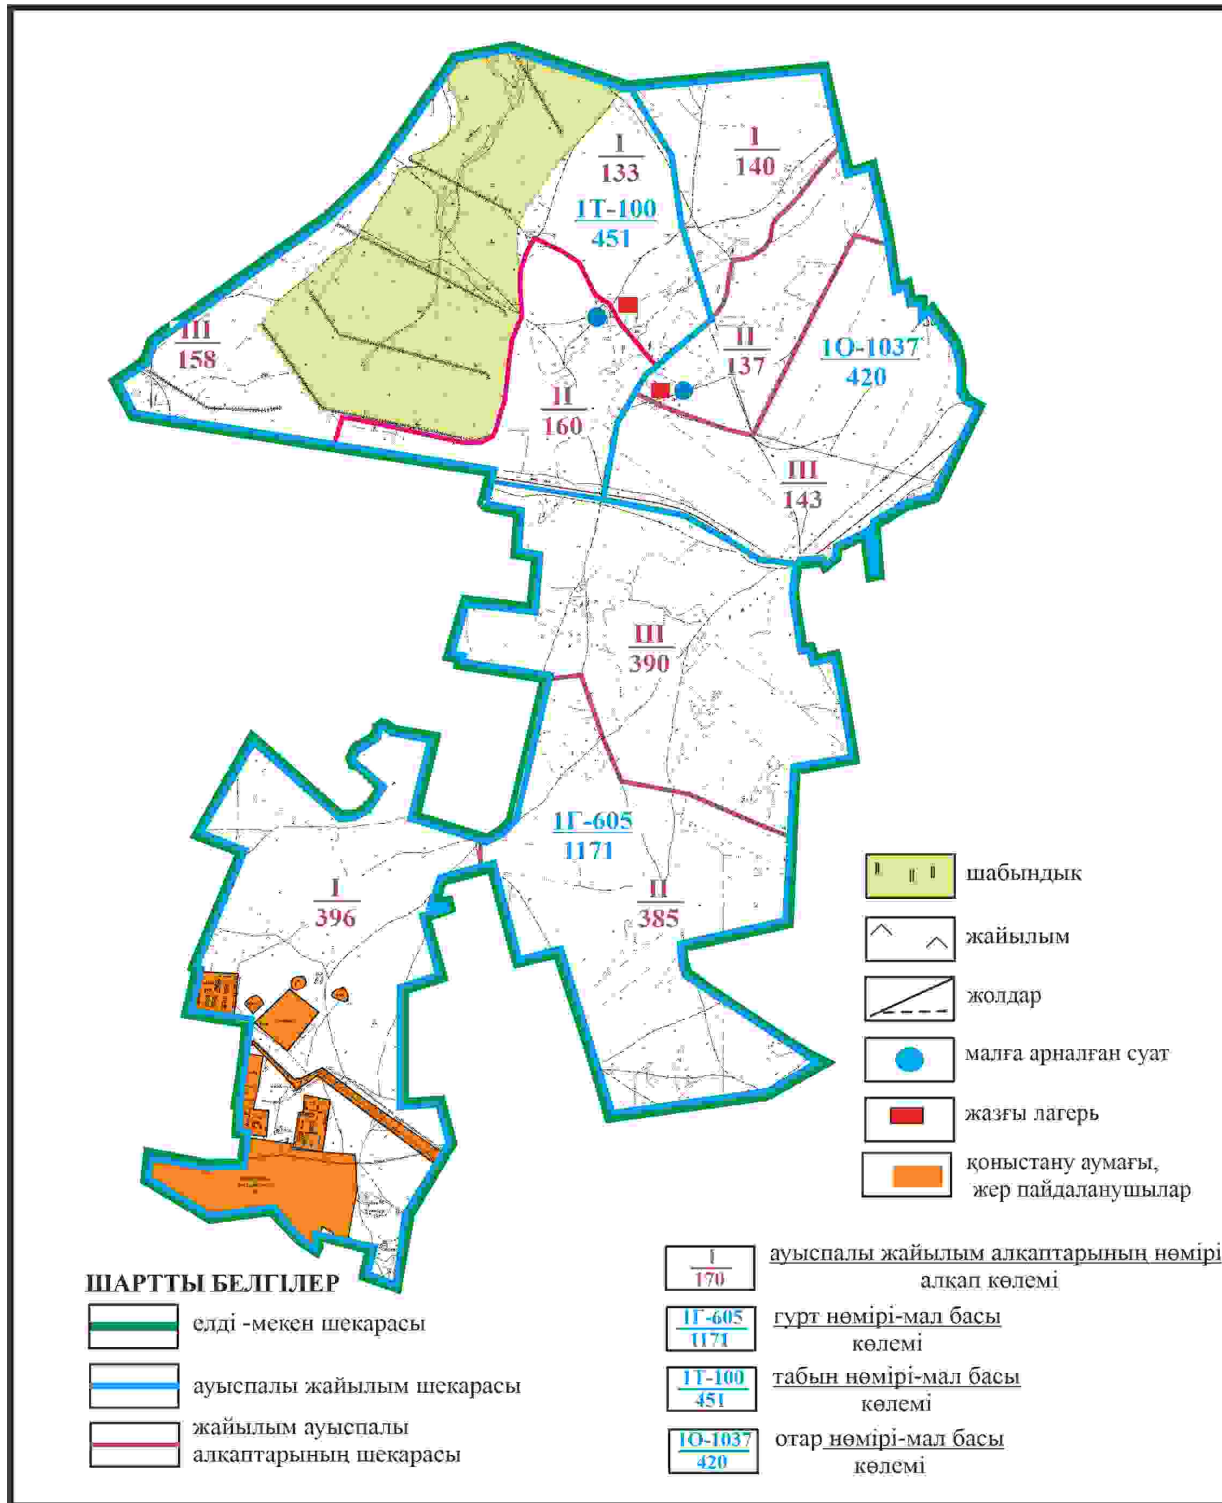 I
133
1Т-100
451
I
140
III
158
II
137
1О-1037
420
II
160
III
143
III
390
1Г-605
1171
I
396
II
385
шабындык
жайылым
жолдар
малға арналған суат
жазғы лагерь
қоныстану аумағы,
жер пайдаланушылар
ШАРТТЫ БЕЛГІЛЕР
елді -мекен шекарасы
ауыспалы жайылым шекарасы
жайылым ауыспалы
алқаптарының шекарасы
I
170
ауыспалы жайылым алқаптарының нөмірі
алқап көлемі
1Г-605
1171
гурт нөмірі-мал басы
көлемі
1Т-100
451
табын нөмірі-мал басы
көлемі
1О-1037
420
отар нөмірі-мал басы
көлемі